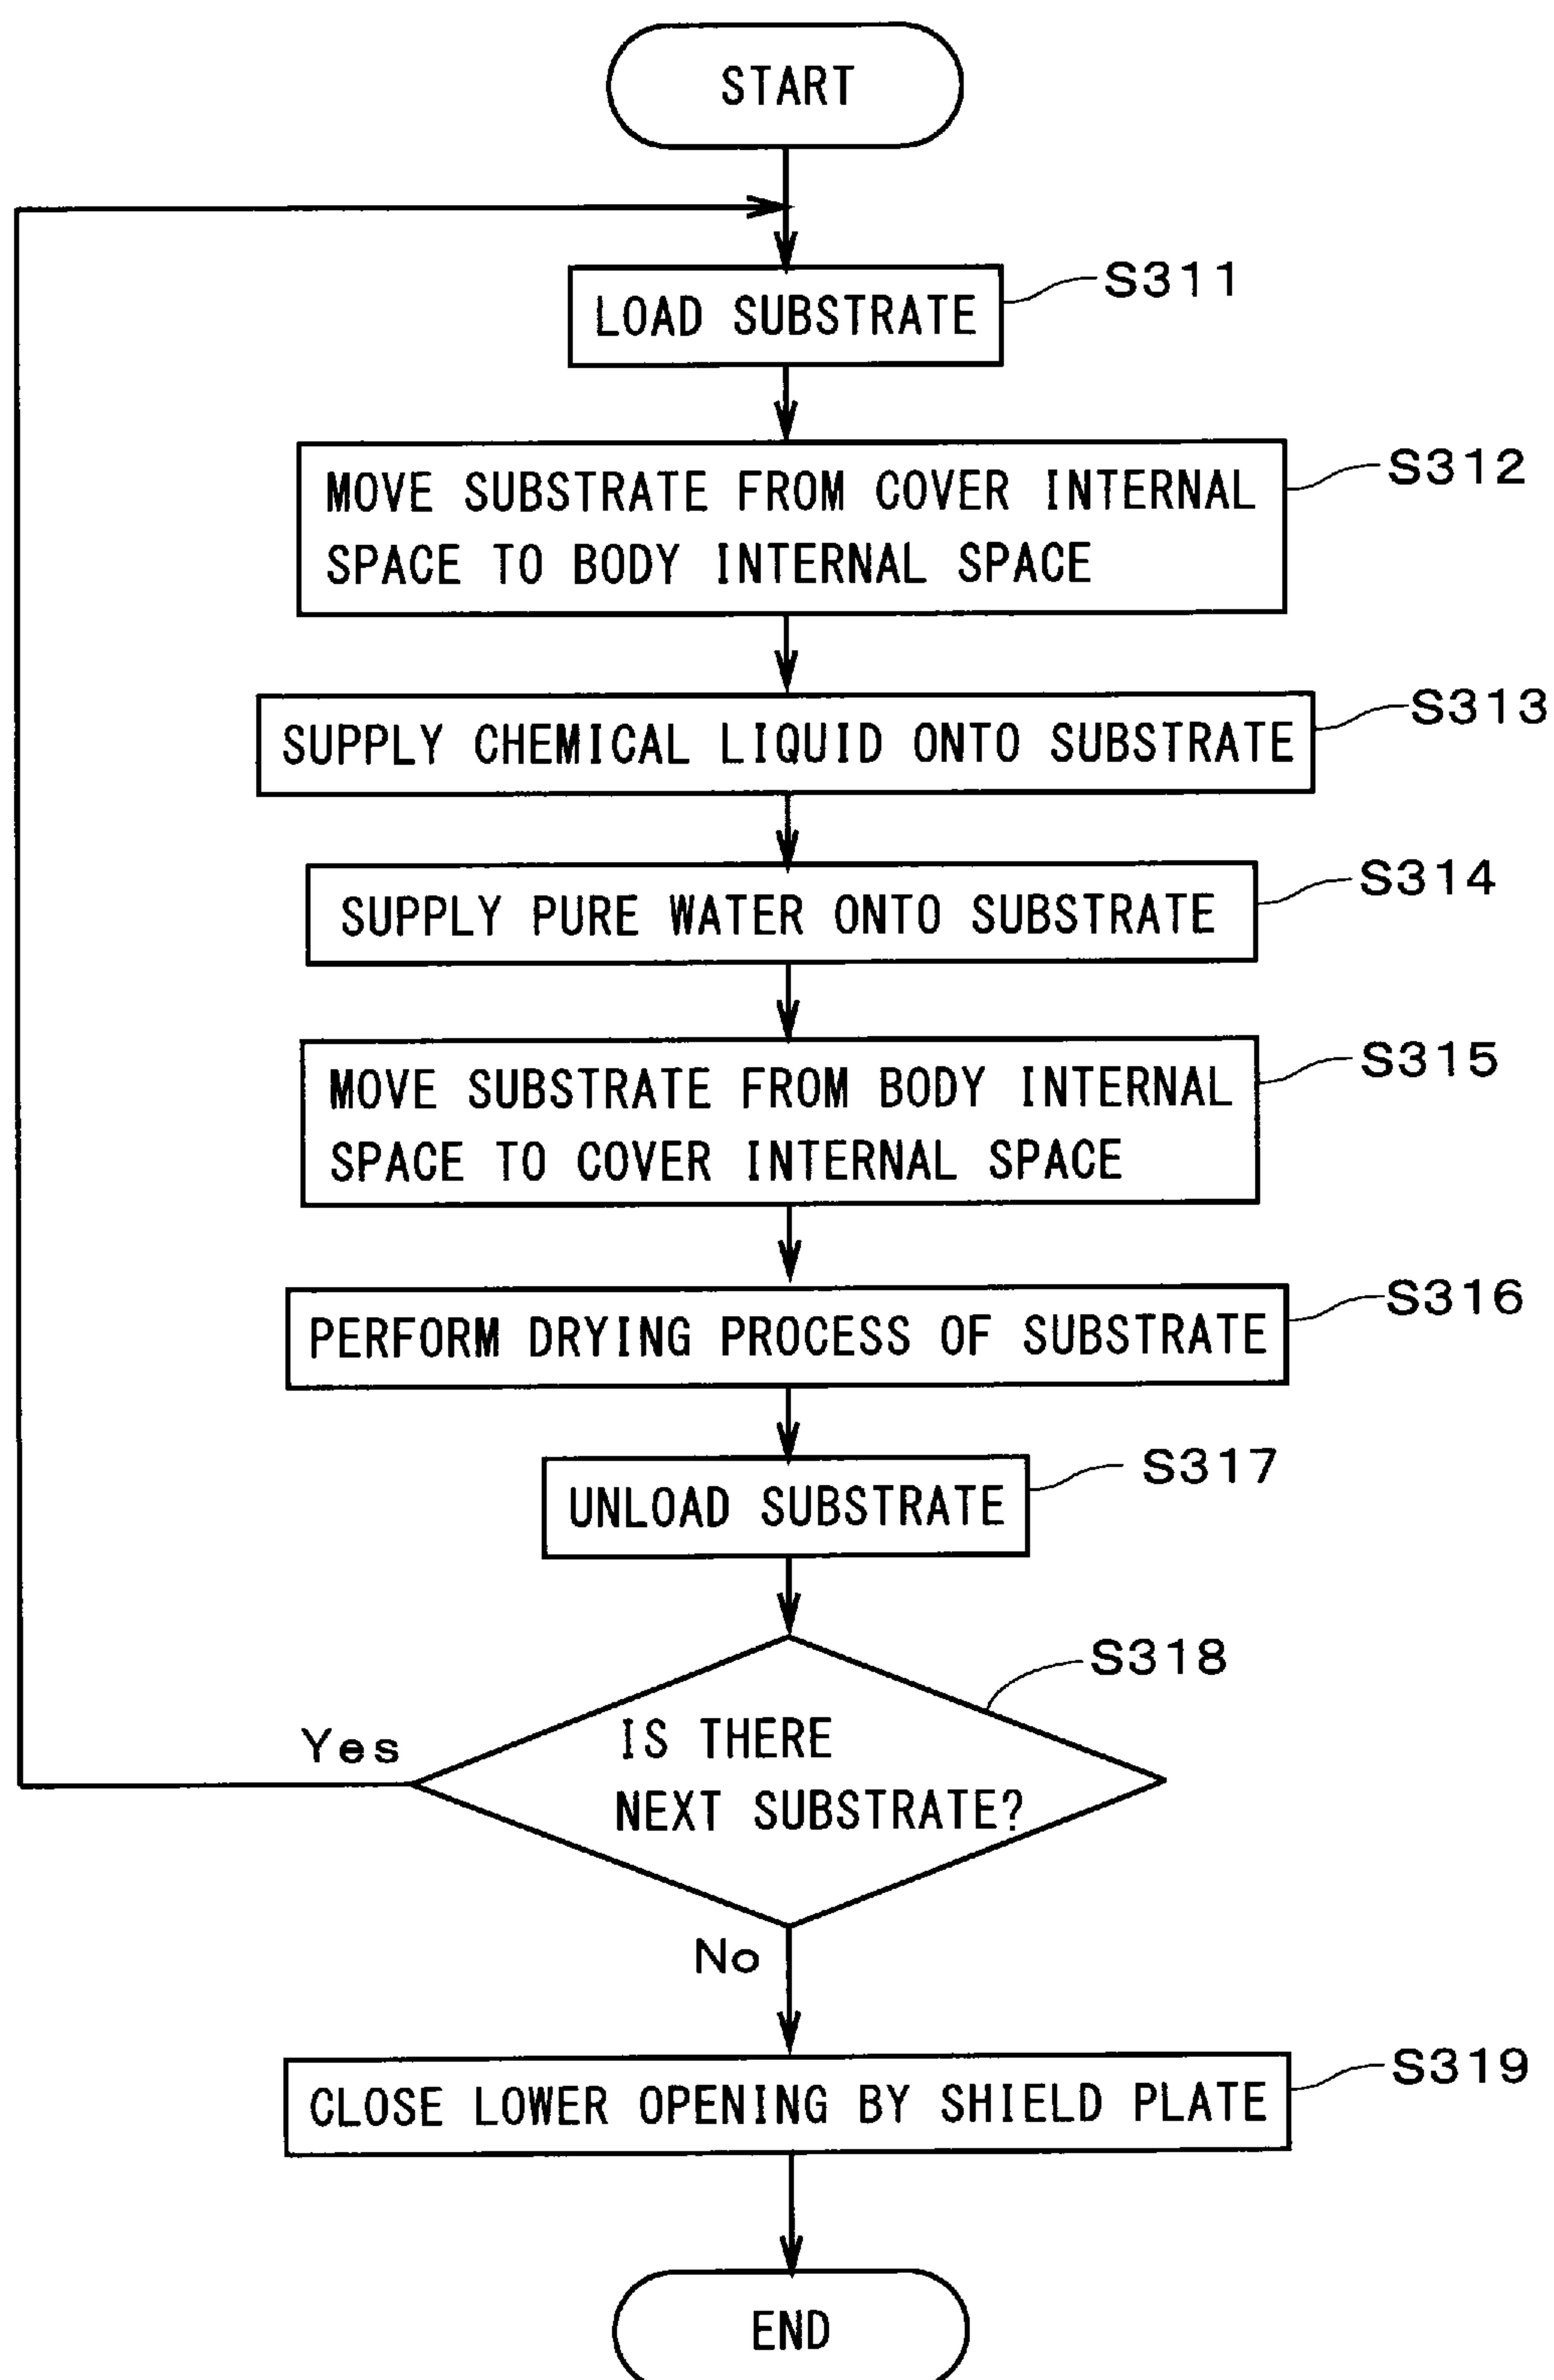 START
LOAD SUBSTRATE
S311
MOVE SUBSTRATE FROM COVER INTERNAL
SPACE TO BODY INTERNAL SPACE
S312
SUPPLY CHEMICAL LIQUID ONTO SUBSTRATE
S313
SUPPLY PURE WATER ONTO SUBSTRATE
S314
MOVE SUBSTRATE FROM BODY INTERNAL
SPACE TO COVER INTERNAL SPACE
S315
PERFORM DRYING PROCESS OF SUBSTRATE
S316
UNLOAD SUBSTRATE
S317
IS THERE
NEXT SUBSTRATE?
S318
Yes
No
CLOSE LOWER OPENING BY SHIELD PLATE
S319
END